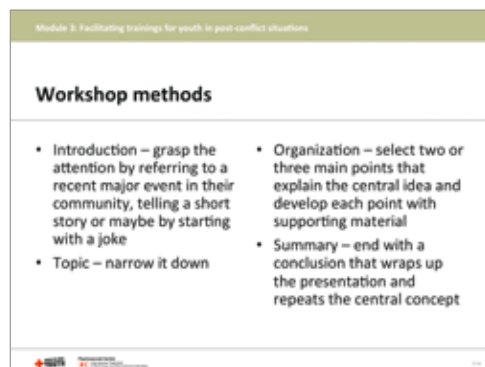 Module 3: Facilitating trainings for youth in post-conflict situations
Workshop methods
• Introduction – grasp the
attention by referring to a
recent major event in their
community, telling a short
story or maybe by starting
with a joke
• Topic – narrow it down
• Organization – select two or
three main points that
explain the central idea and
develop each point with
supporting material
• Summary – end with a
conclusion that wraps up
the presentation and
repeats the central concept